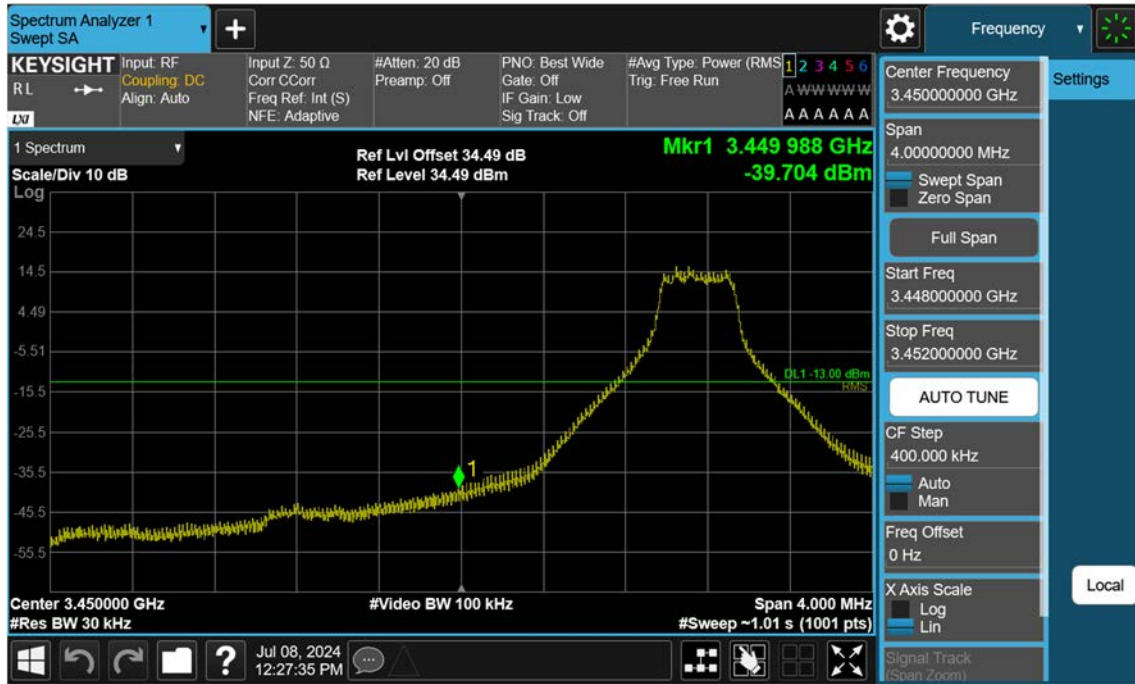 Spectrum Analyzer 1
Swept SA
+
Frequency
KEYSIGHT
R L
LXI
Input: RF
Coupling: DC
Align: Auto
Input Z: 50 Ω
Corr CCorr
Freq Ref: Int (S)
NFE: Adaptive
#Atten: 20 dB
Preamp: Off
PNO: Best Wide
Gate: Off
IF Gain: Low
Sig Track: Off
#Avg Type: Power (RMS
Trig: Free Run
1 2 3 4 5 6
A W W W W W
A A A A A A
1 Spectrum
Scale/Div 10 dB
Log
Ref Lvl Offset 34.49 dB
Ref Level 34.49 dBm
Mkr1 3.449 988 GHz
-39.704 dBm
24.5
14.5
4.49
-5.51
DL1 -13.00 dBm
RMS
-15.5
-25.5
1
-35.5
-45.5
-55.5
Center 3.450000 GHz
#Video BW 100 kHz
Span 4.000 MHz
#Res BW 30 kHz
#Sweep ~1.01 s (1001 pts)
?
Jul 08, 2024
12:27:35 PM
Center Frequency
3.450000000 GHz
Span
4.00000000 MHz
Swept Span
Zero Span
Full Span
Start Freq
3.448000000 GHz
Stop Freq
3.452000000 GHz
AUTO TUNE
CF Step
400.000 kHz
Auto
Man
Freq Offset
0 Hz
X Axis Scale
Log
Lin
Signal Track
(Span Zoom)
Settings
Local